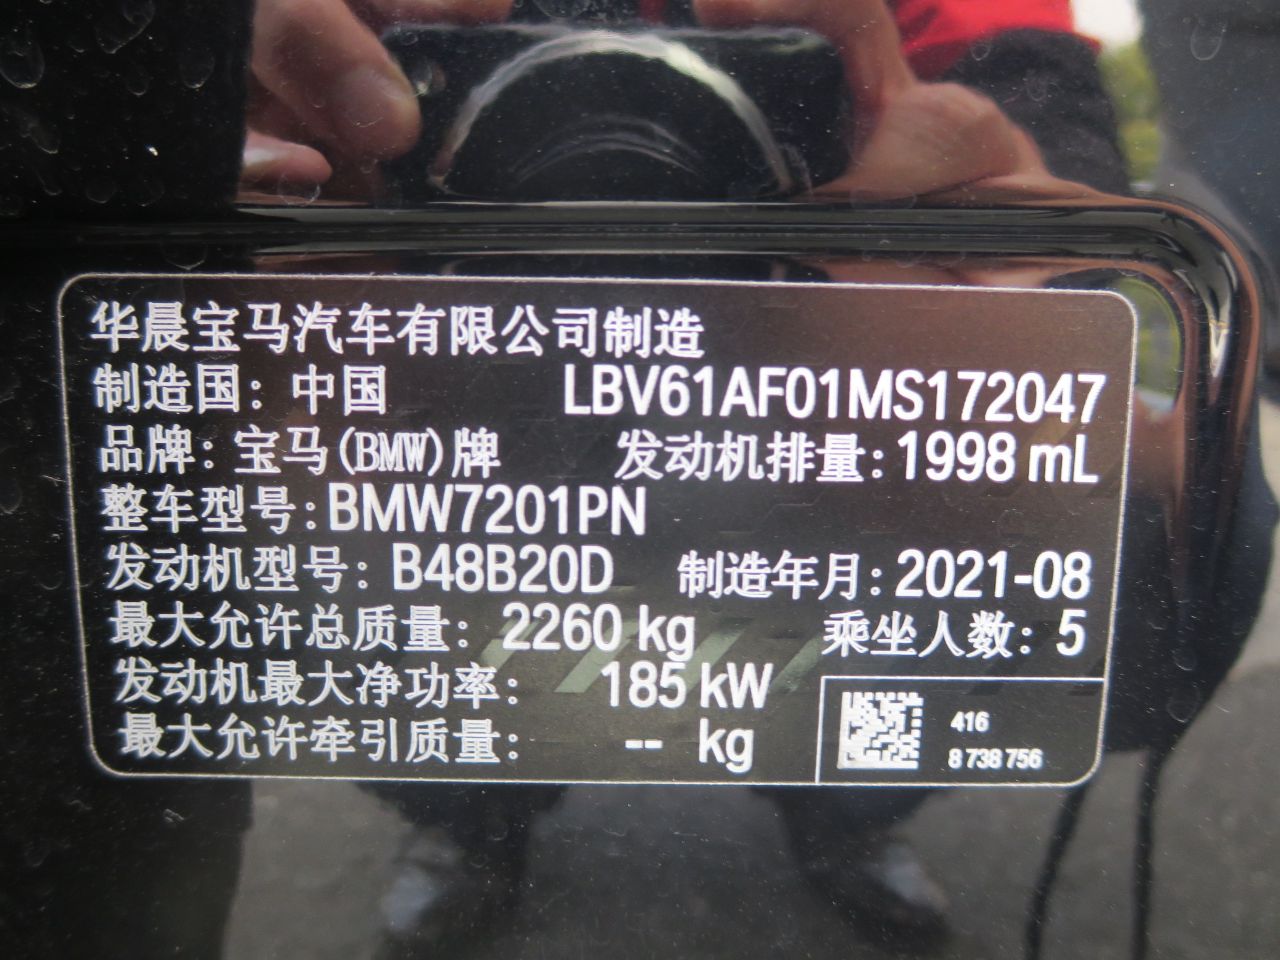 华晨宝马汽车有限公司制造
制造国：中国 LBV61AF01MS172047
品牌：宝马(BMW)牌 发动机排量：1998 mL
整车型号：BMW7201PN
发动机型号：B48B20D 制造年月：2021-08
最大允许总质量：2260 kg 乘坐人数：5
发动机最大净功率：185 kW
最大允许牵引质量：-- kg
416
8 738 756